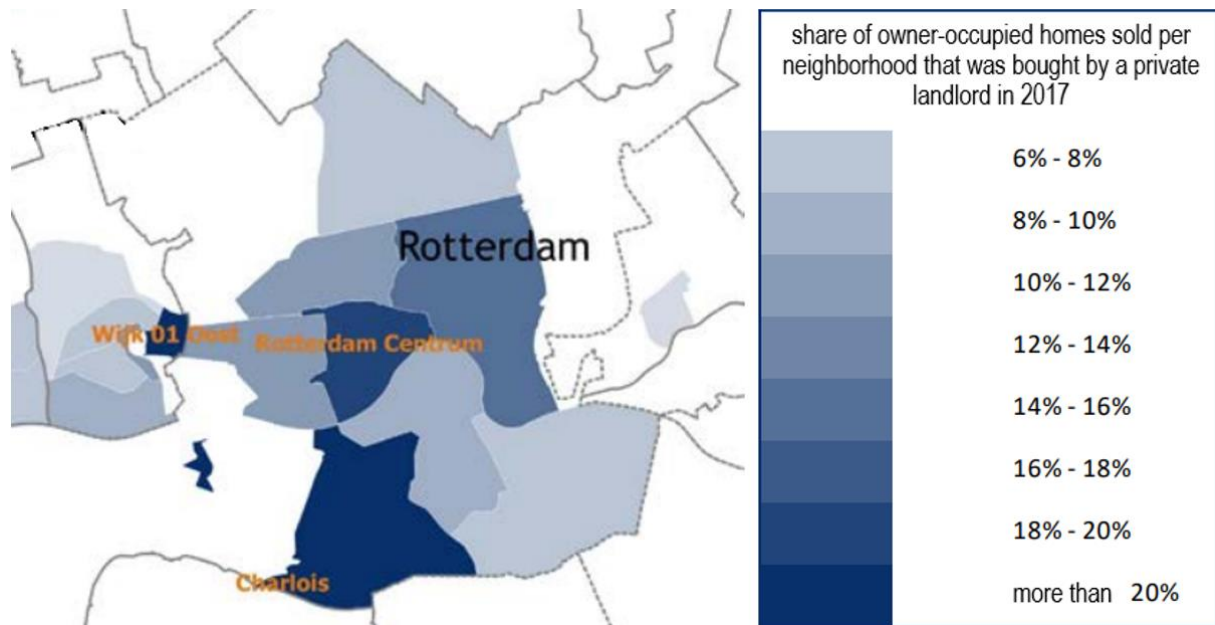 Rotterdam
Wijk 01 Oost
Rotterdam Centrum
Charlois
share of owner-occupied homes sold per
neighborhood that was bought by a private
landlord in 2017
6% - 8%
8% - 10%
10% - 12%
12% - 14%
14% - 16%
16% - 18%
18% - 20%
more than 20%